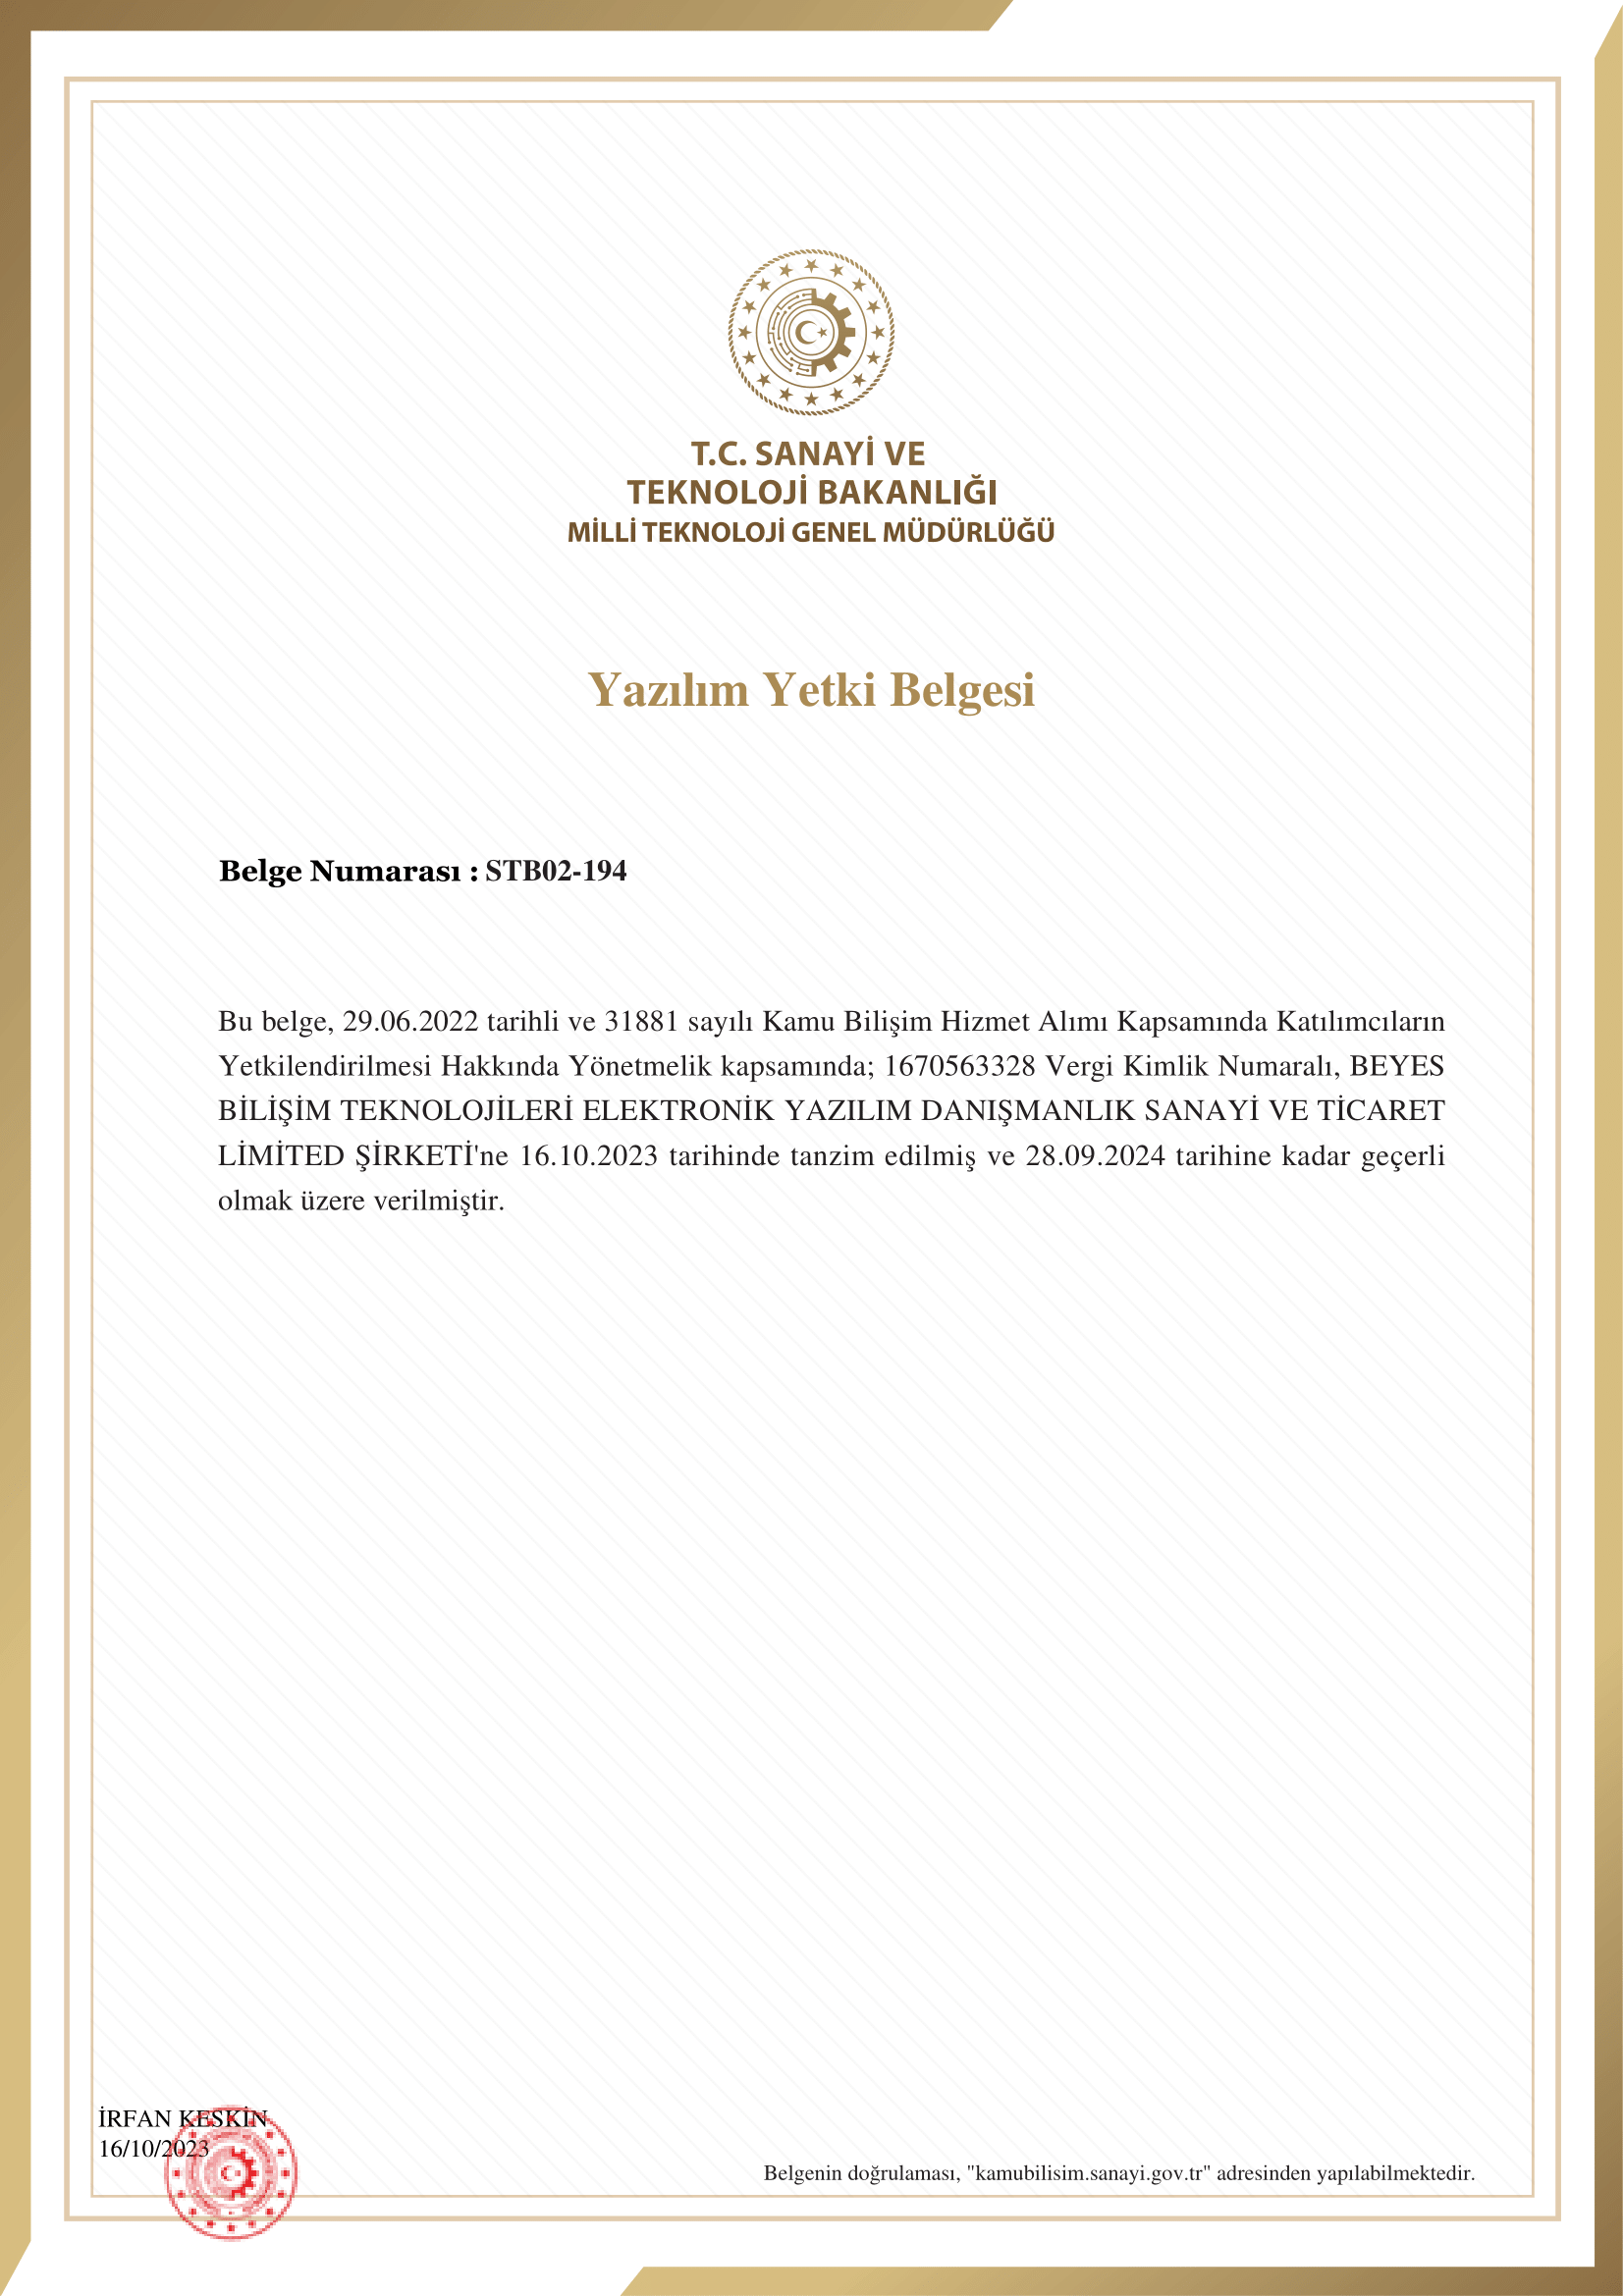 T.C. SANAYİ VE
TEKNOLOJİ BAKANLIĞI
MİLLİ TEKNOLOJİ GENEL MÜDÜRLÜĞÜ
Yazılım Yetki Belgesi
Belge Numarası : STB02-194
Bu belge, 29.06.2022 tarihli ve 31881 sayılı Kamu Bilişim Hizmet Alımı Kapsamında Katılımcıların
Yetkilendirilmesi Hakkında Yönetmelik kapsamında; 1670563328 Vergi Kimlik Numaralı, BEYES
BİLİŞİM TEKNOLOJİLERİ ELEKTRONİK YAZILIM DANIŞMANLIK SANAYİ VE TİCARET
LİMİTED ŞİRKETİ'ne 16.10.2023 tarihinde tanzim edilmiş ve 28.09.2024 tarihine kadar geçerli
olmak üzere verilmiştir.
İRFAN KESKİN
16/10/2023
Belgenin doğrulaması, "kamubilisim.sanayi.gov.tr" adresinden yapılabilmektedir.